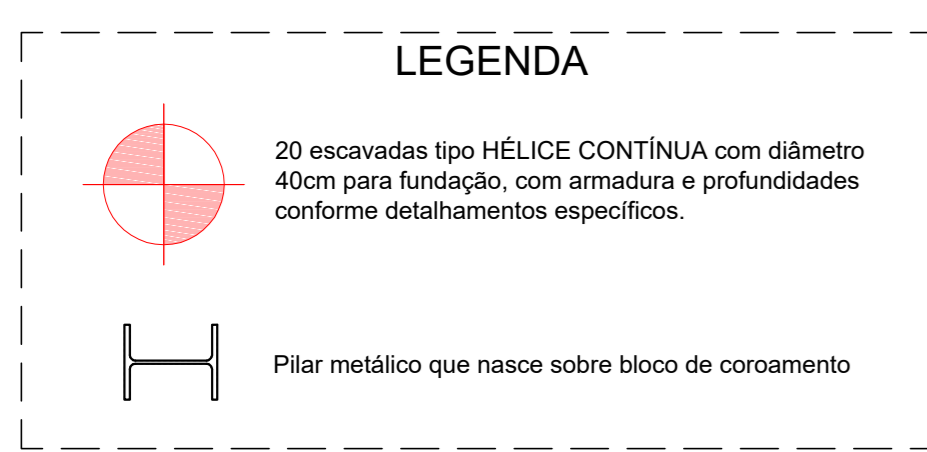 LEGENDA
20 escavadas tipo HÉLICE CONTÍNUA com diâmetro
40cm para fundação, com armadura e profundidades
conforme detalhamentos específicos.
Pilar metálico que nasce sobre bloco de coroamento